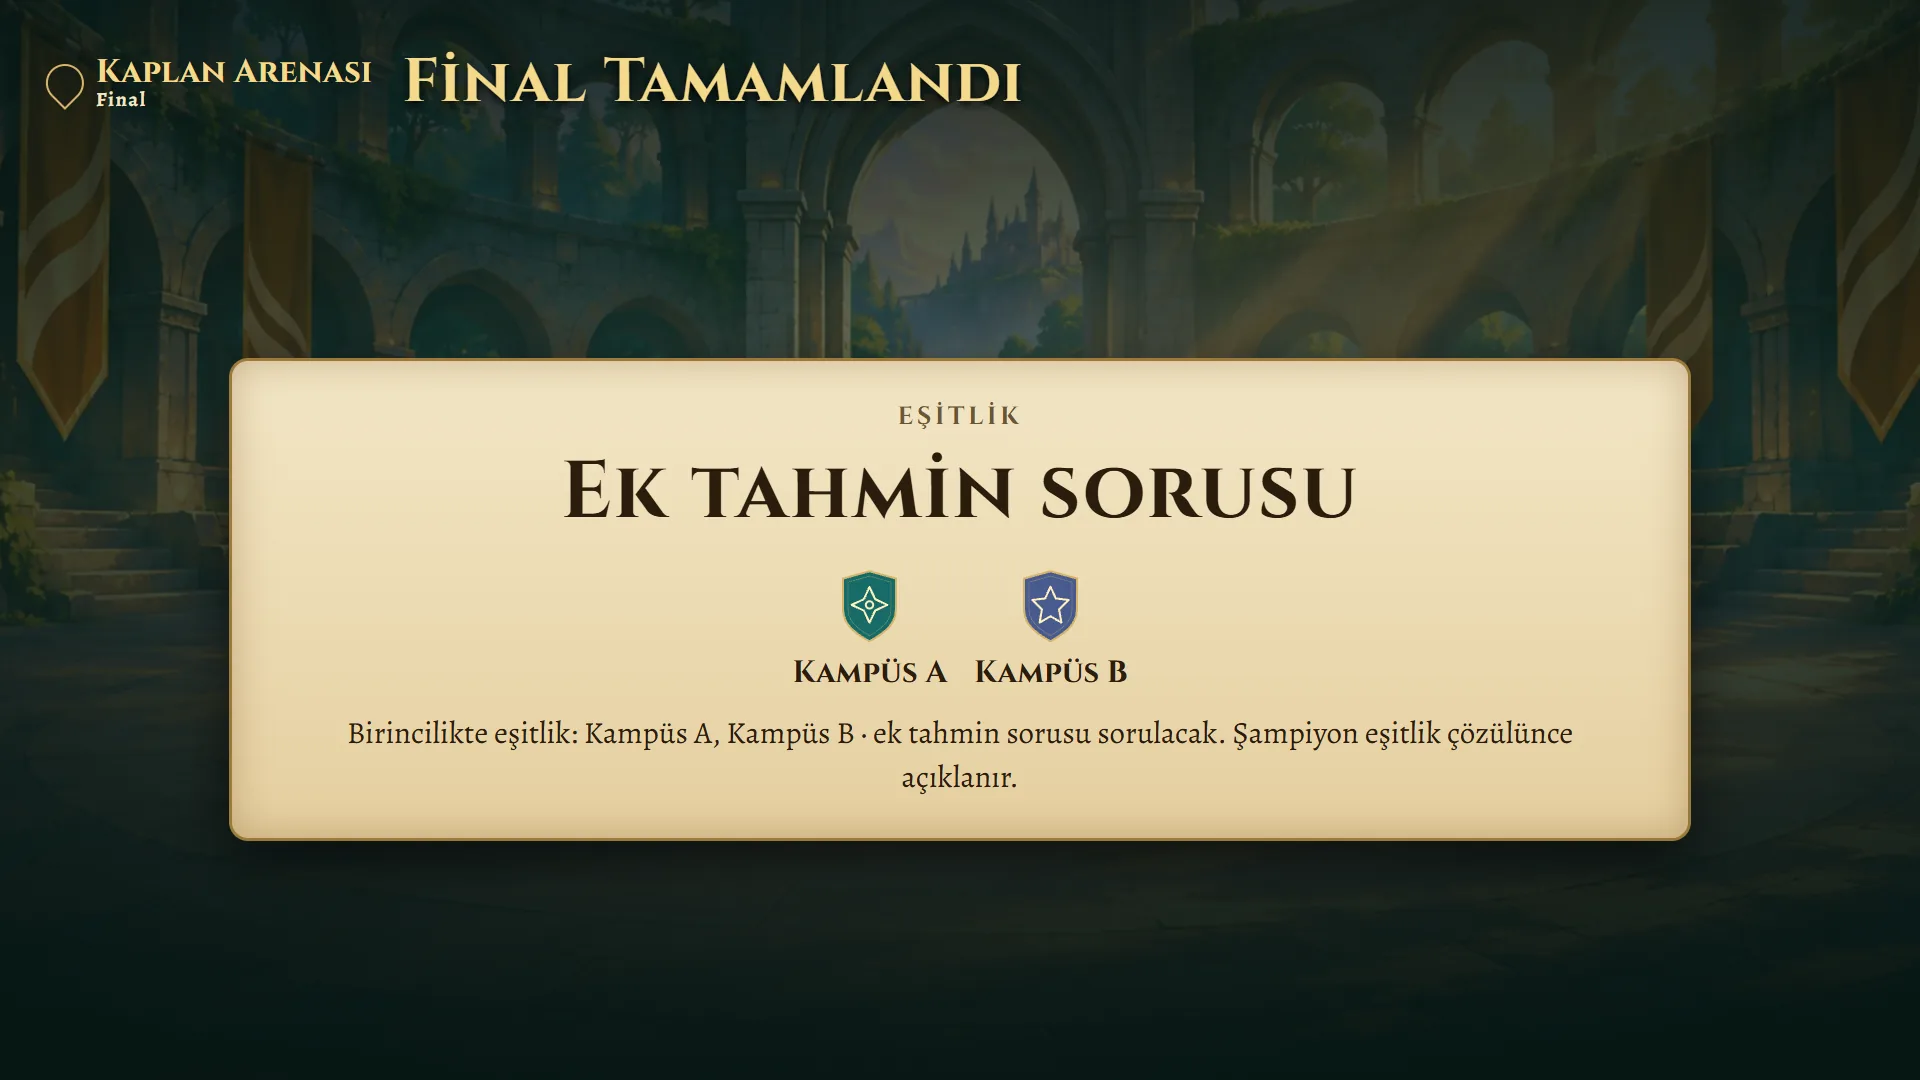 Kaplan Arenası
Final
Final Tamamlandı
EŞİTLİK
Ek tahmin sorusu
Kampüs A Kampüs B
Birincilikte eşitlik: Kampüs A, Kampüs B · ek tahmin sorusu sorulacak. Şampiyon eşitlik çözülünce
açıklanır.